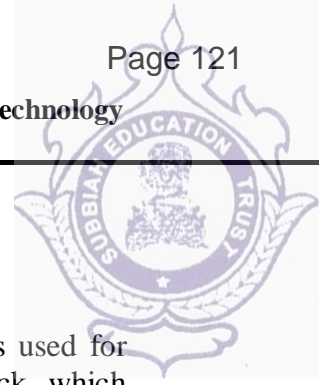 Page 121
echnology
SUBBIAH EDUCATION TRUST
s used for
ck which